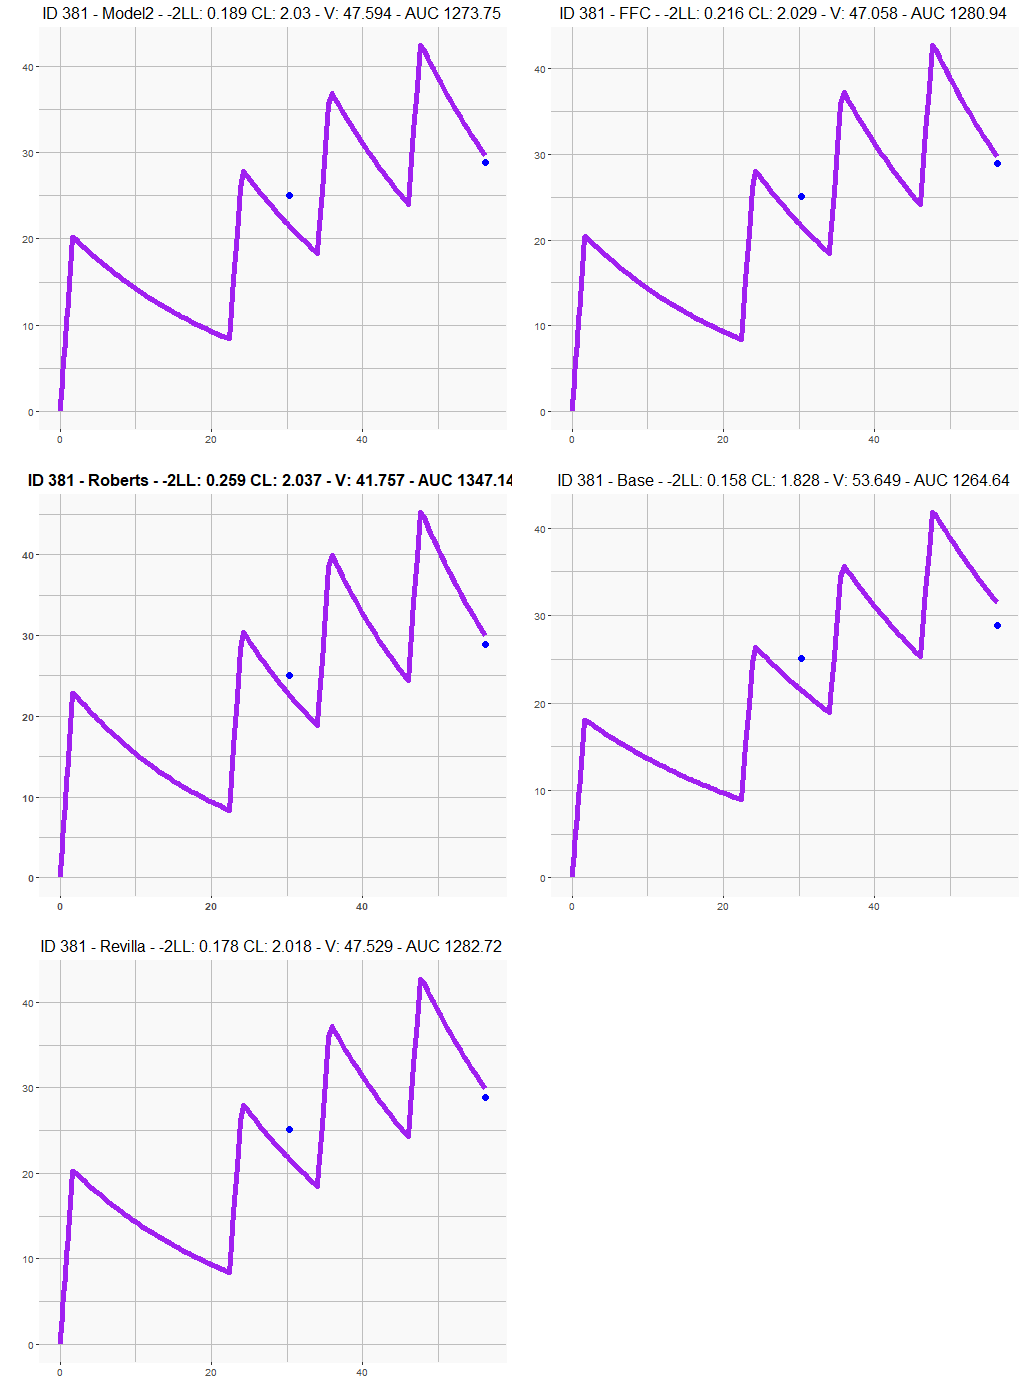 ID 381 - Model2 - -2LL: 0.189 CL: 2.03 - V: 47.594 - AUC 1273.75
40
30
20
10
0
0 20 40
ID 381 - FFC - -2LL: 0.216 CL: 2.029 - V: 47.058 - AUC 1280.94
40
30
20
10
0
0 20 40
ID 381 - Roberts - -2LL: 0.259 CL: 2.037 - V: 41.757 - AUC 1347.14
40
30
20
10
0
0 20 40
ID 381 - Base - -2LL: 0.158 CL: 1.828 - V: 53.649 - AUC 1264.64
40
30
20
10
0
0 20 40
ID 381 - Revilla - -2LL: 0.178 CL: 2.018 - V: 47.529 - AUC 1282.72
40
30
20
10
0
0 20 40